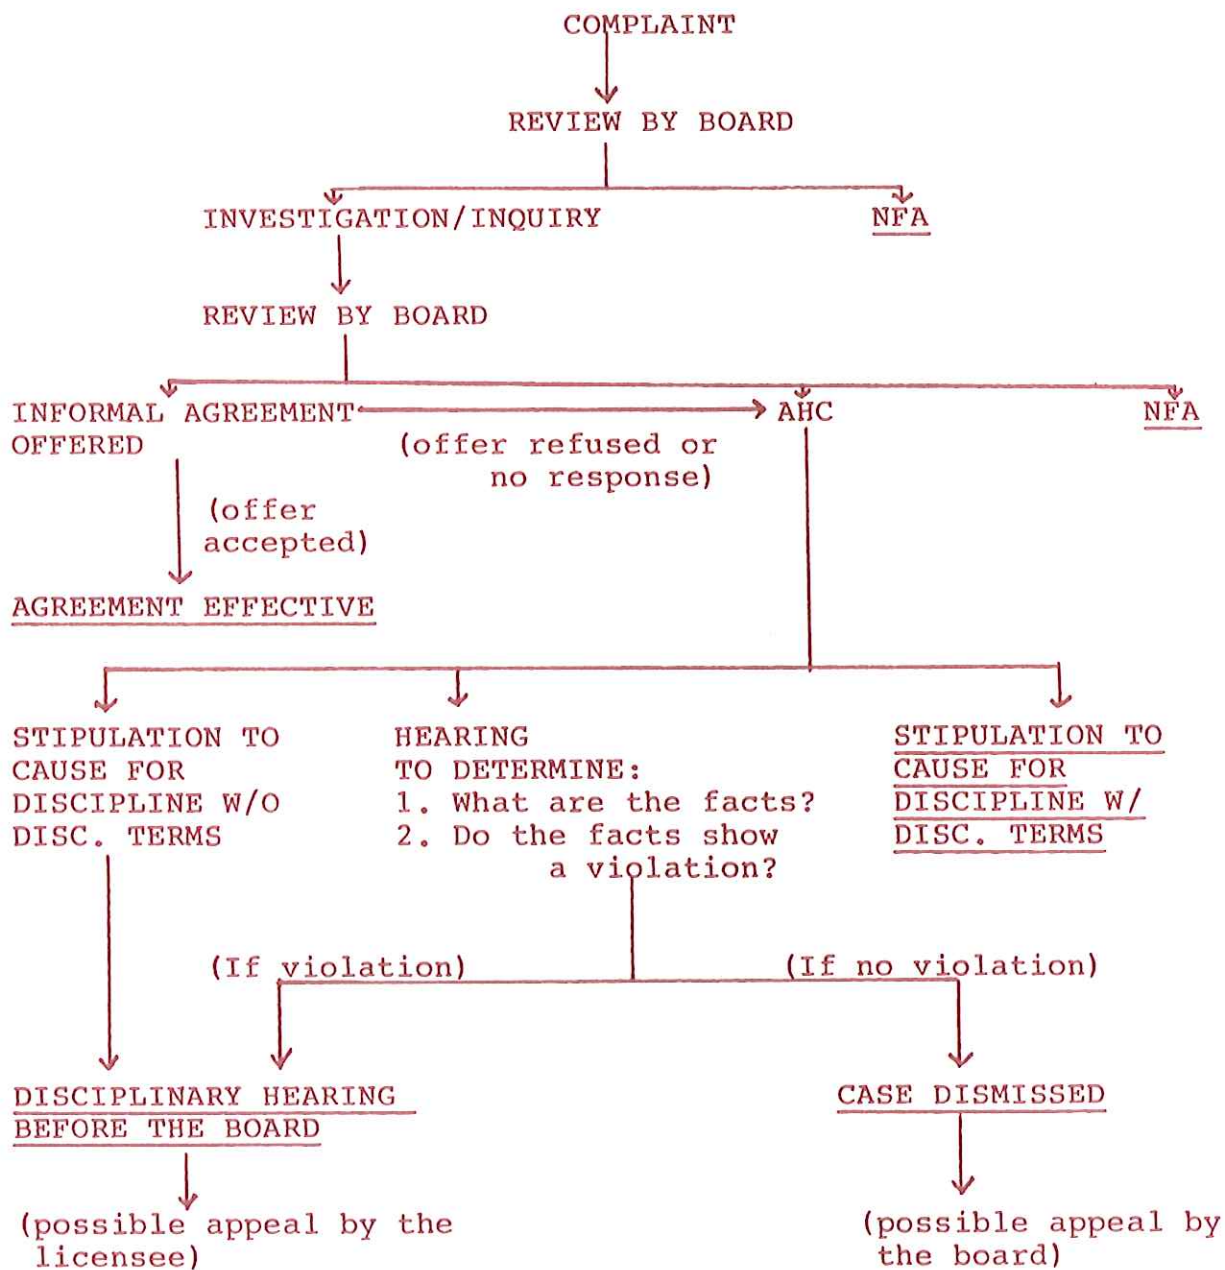 COMPLAINT
REVIEW BY BOARD
INVESTIGATION/INQUIRY
NFA
REVIEW BY BOARD
INFORMAL AGREEMENT
OFFERED
(offer refused or
no response)
AHC
NFA
(offer
accepted)
AGREEMENT EFFECTIVE
STIPULATION TO
CAUSE FOR
DISCIPLINE W/O
DISC. TERMS
HEARING
TO DETERMINE:
1. What are the facts?
2. Do the facts show
a violation?
STIPULATION TO
CAUSE FOR
DISCIPLINE W/
DISC. TERMS
(If violation)
(If no violation)
DISCIPLINARY HEARING
BEFORE THE BOARD
CASE DISMISSED
(possible appeal by the
licensee)
(possible appeal by
the board)